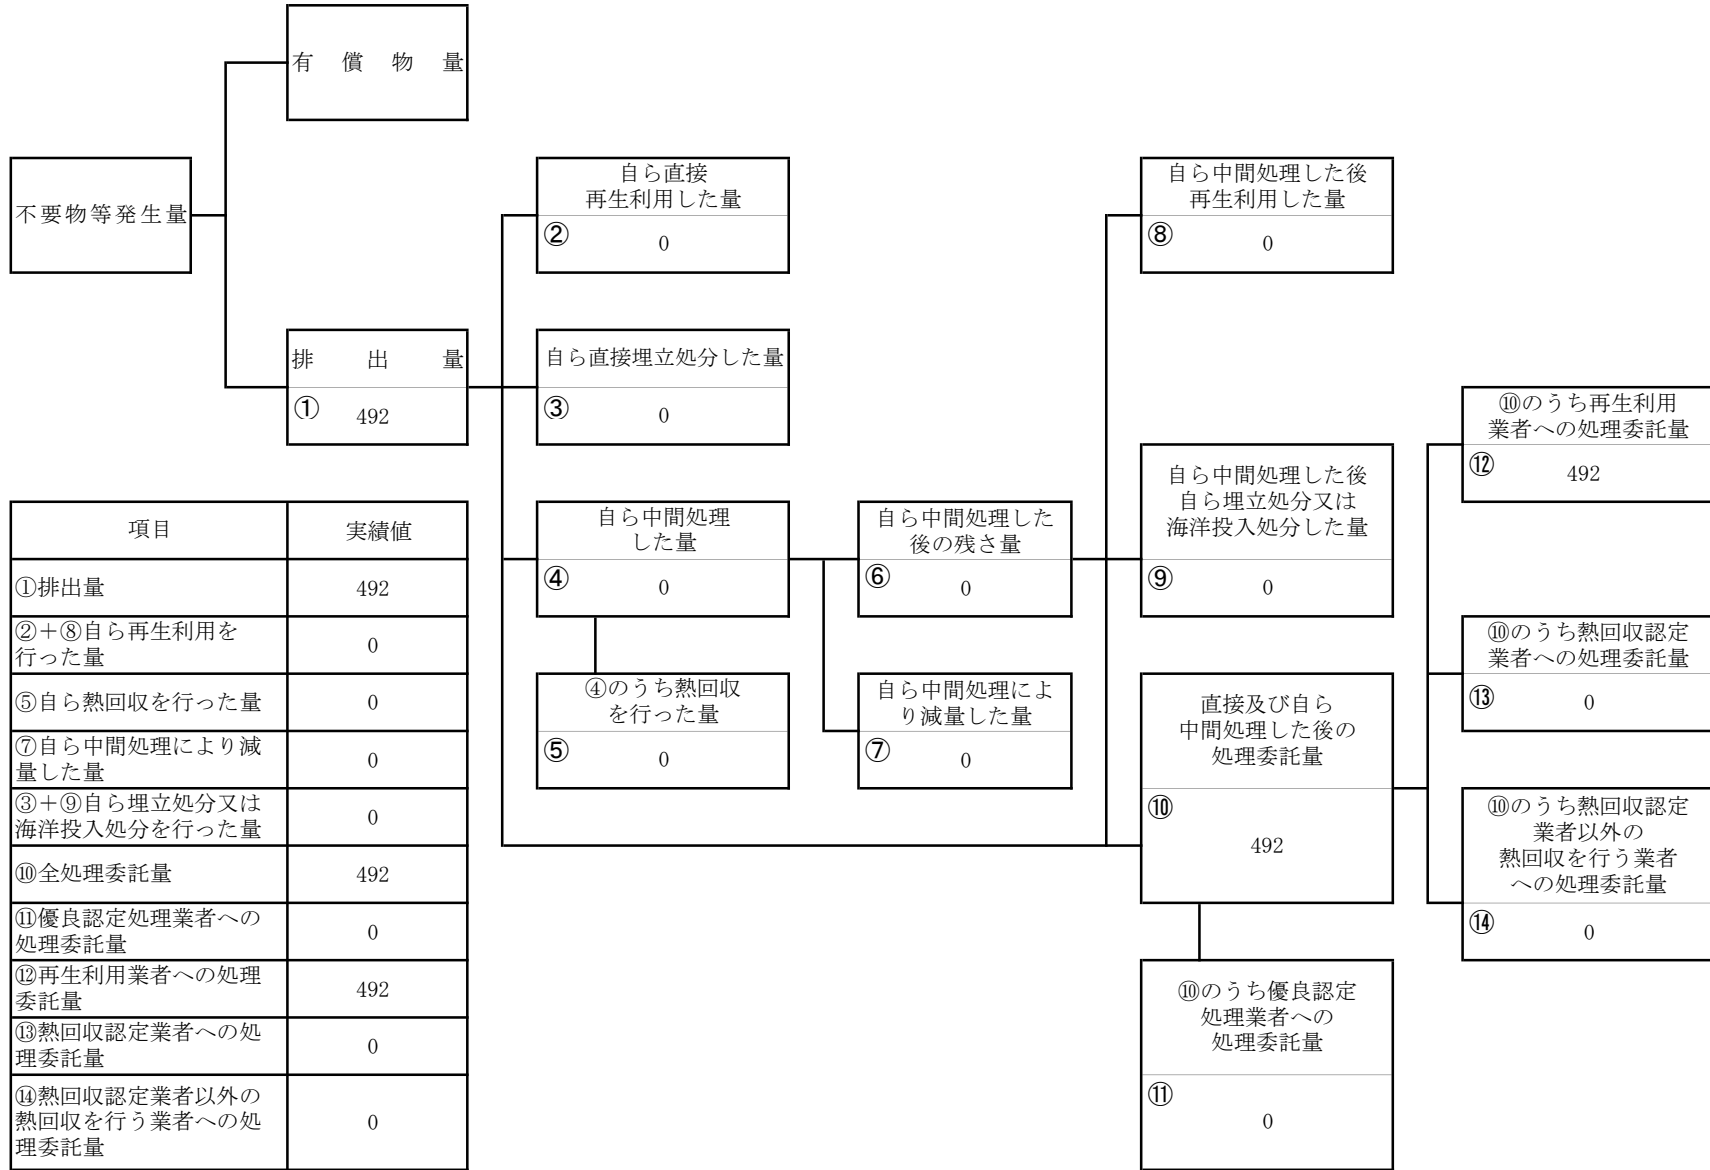 有償物量
不要物等発生量
自ら直接
再生利用した量
② 0
自ら中間処理した後
再生利用した量
⑧ 0
排出量
① 492
自ら直接埋立処分した量
③ 0
⑩のうち再生利用
業者への処理委託量
⑫ 492
自ら中間処理した後
自ら埋立処分又は
海洋投入処分した量
⑨ 0
自ら中間処理
した量
④ 0
自ら中間処理した
後の残さ量
⑥ 0
⑩のうち熱回収認定
業者への処理委託量
⑬ 0
④のうち熱回収
を行った量
⑤ 0
自ら中間処理によ
り減量した量
⑦ 0
直接及び自ら
中間処理した後の
処理委託量
⑩
492
⑩のうち熱回収認定
業者以外の
熱回収を行う業者
への処理委託量
⑭ 0
⑩のうち優良認定
処理業者への
処理委託量
⑪
0
項目 実績値
①排出量 492
②＋⑧自ら再生利用を
行った量 0
⑤自ら熱回収を行った量 0
⑦自ら中間処理により減
量した量 0
③＋⑨自ら埋立処分又は
海洋投入処分を行った量 0
⑩全処理委託量 492
⑪優良認定処理業者への
処理委託量 0
⑫再生利用業者への処理
委託量 492
⑬熱回収認定業者への処
理委託量 0
⑭熱回収認定業者以外の
熱回収を行う業者への処
理委託量 0